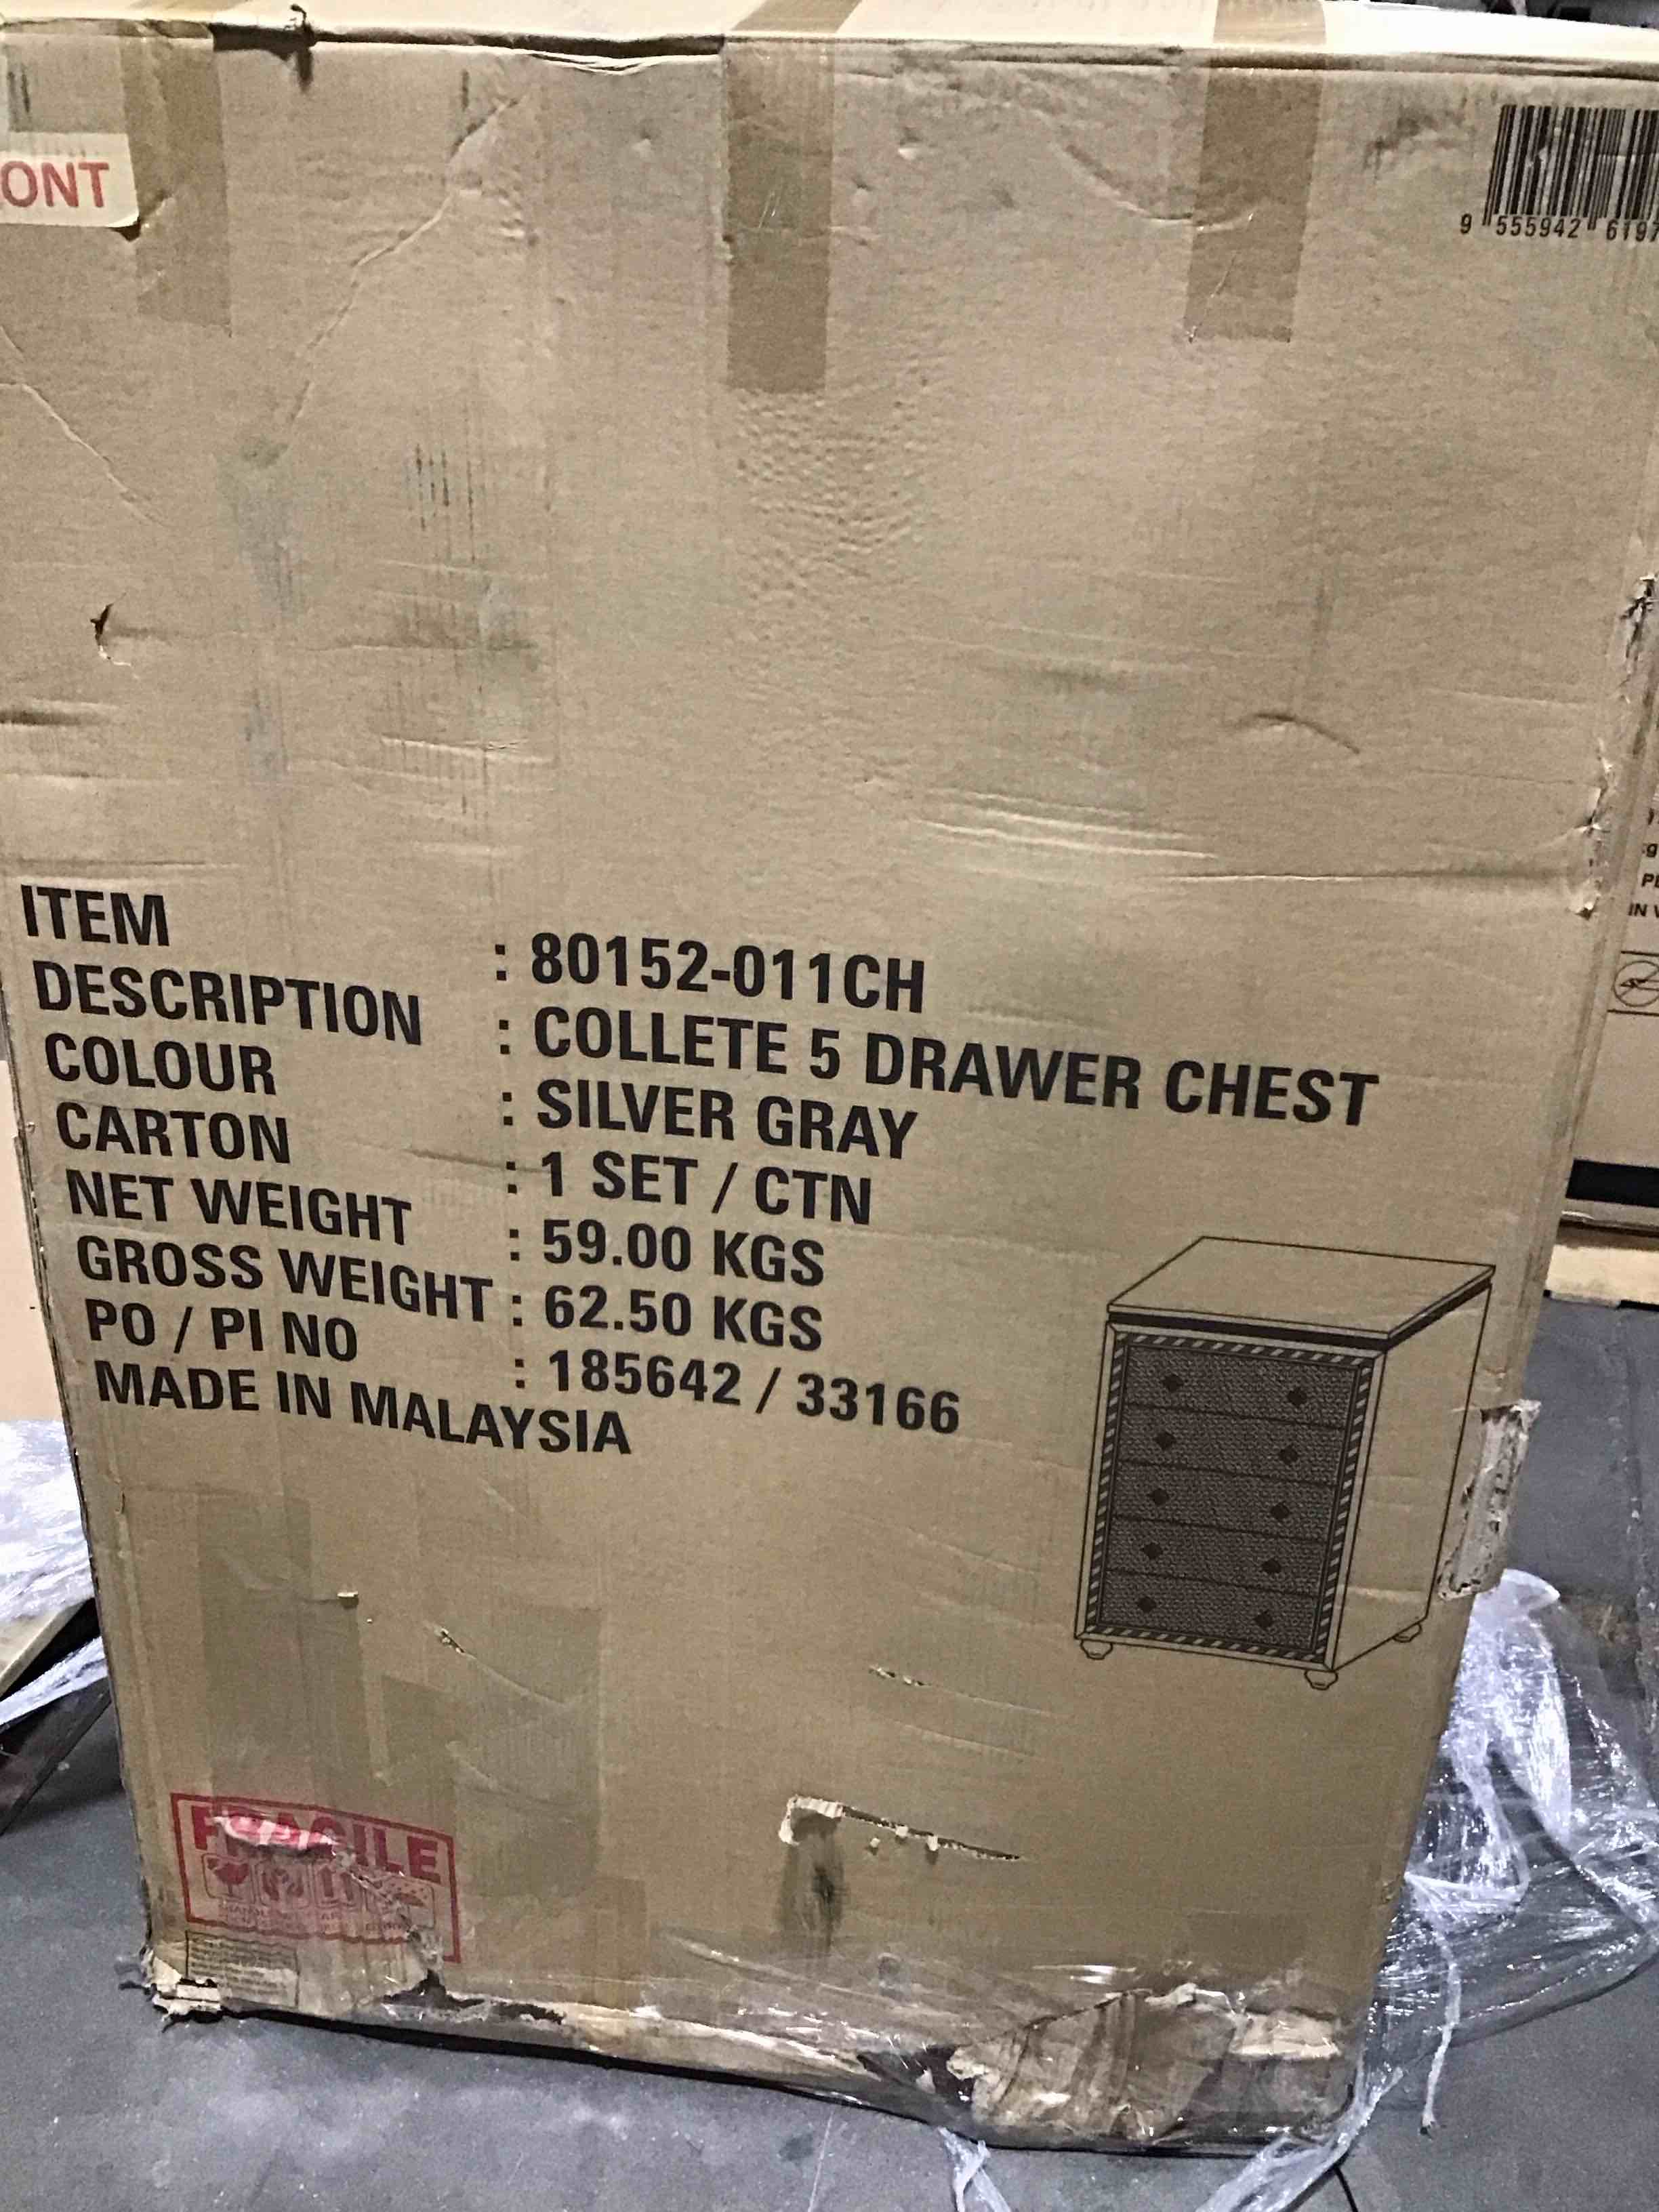 ONT
9 555942 6197
ITEM : 80152-011CH
DESCRIPTION : COLLETE 5 DRAWER CHEST
COLOUR : SILVER GRAY
CARTON : 1 SET / CTN
NET WEIGHT : 59.00 KGS
GROSS WEIGHT : 62.50 KGS
PO / PI NO : 185642 / 33166
MADE IN MALAYSIA
FRAGILE